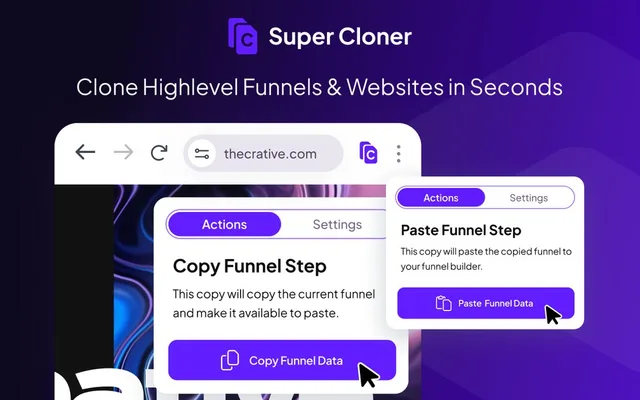 C
Super Cloner
Clone Highlevel Funnels & Websites in Seconds
thecrative.com
C
Actions
Settings
Copy Funnel Step
This copy will copy the current funnel
and make it available to paste.
Copy Funnel Data
Actions
Settings
Paste Funnel Step
This copy will paste the copied funnel to
your funnel builder.
Paste Funnel Data